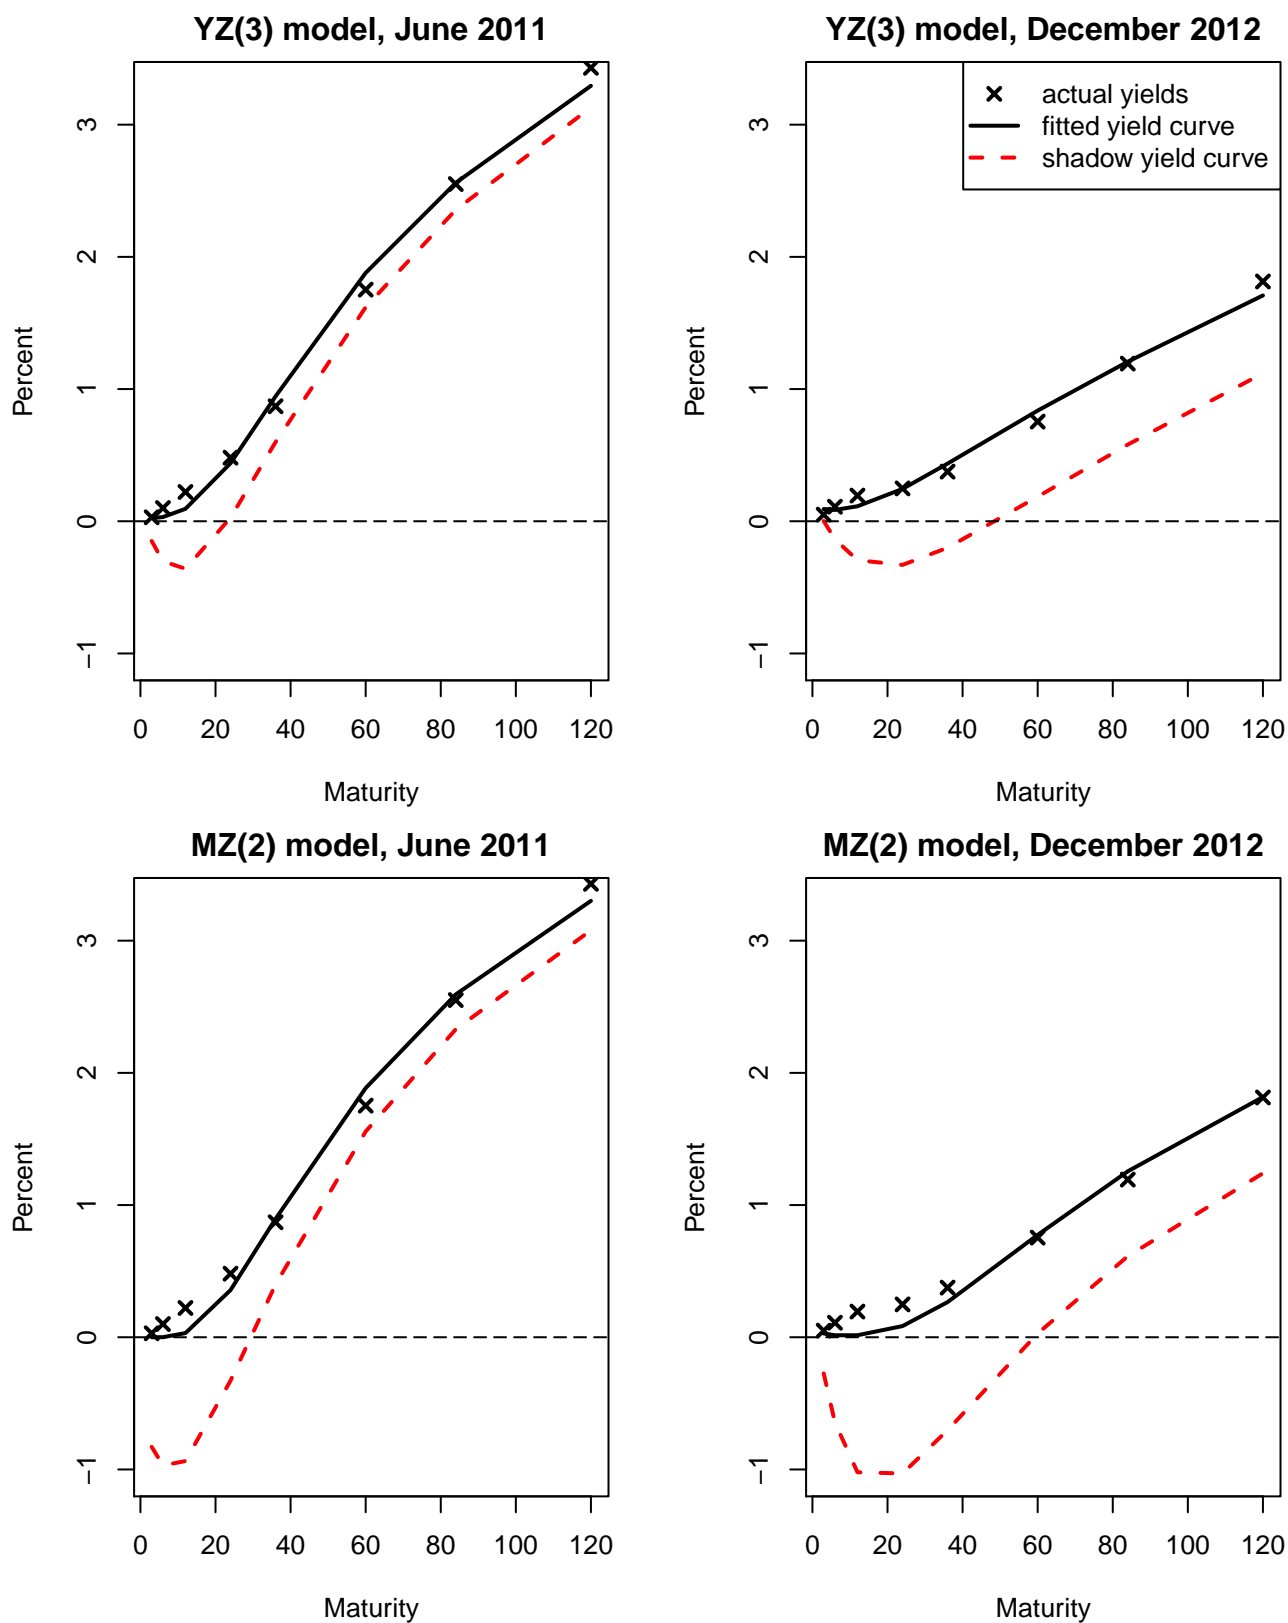 YZ(3) model, June 2011
3
2
1
0
−1
Percent
0 20 40 60 80 100 120
Maturity
YZ(3) model, December 2012
actual yields
fitted yield curve
shadow yield curve
3
2
1
0
−1
Percent
0 20 40 60 80 100 120
Maturity
MZ(2) model, June 2011
3
2
1
0
−1
Percent
0 20 40 60 80 100 120
Maturity
MZ(2) model, December 2012
3
2
1
0
−1
Percent
0 20 40 60 80 100 120
Maturity